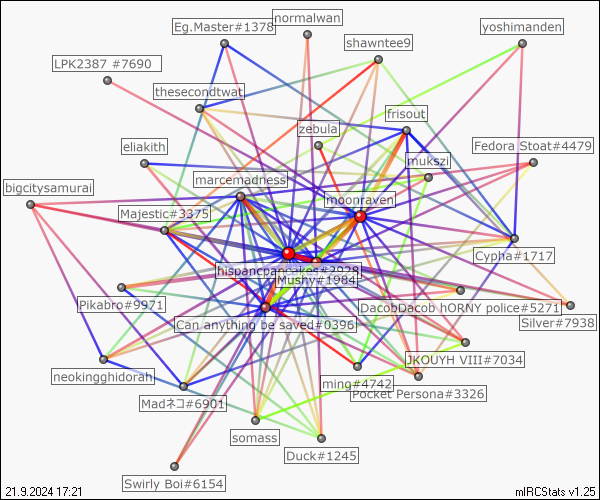 normalwan
Eg.Master#1378
yoshimanden
shawntee9
LPK2387 #7690
thesecondtwat
frisout
zebula
eliakith
Fedora Stoat#4479
mukszi
marcemadness
bigcitysamurai
moonraven
Majestic#3375
Cypha#1717
hispancpancakes#2928
Mushy#1984
Pikabro#9971
DacobDacob hORNY police#5271
Can anything be saved#0396
Silver#7938
JKOUYH VIII#7034
neokingghidorah
ming#4742
Pocket Persona#3326
Madネコ#6901
somass
Duck#1245
Swirly Boi#6154
21.9.2024 17:21
mIRCStats v1.25